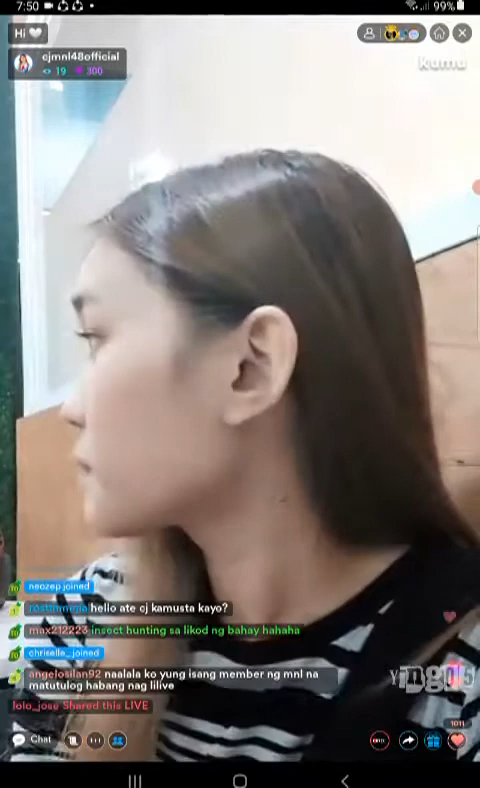 7:50
99%
Hi
cjmnl48official
19 300
kumu
neozep joined
hello ate cj kamusta kayo?
max212223 insect hunting sa likod ng bahay hahaha
chriselle_ joined
angelosilan92 naalala ko yung isang member ng mnl na
matutulog habang nag lilive
lolo_jose Shared this LIVE
1011
Chat